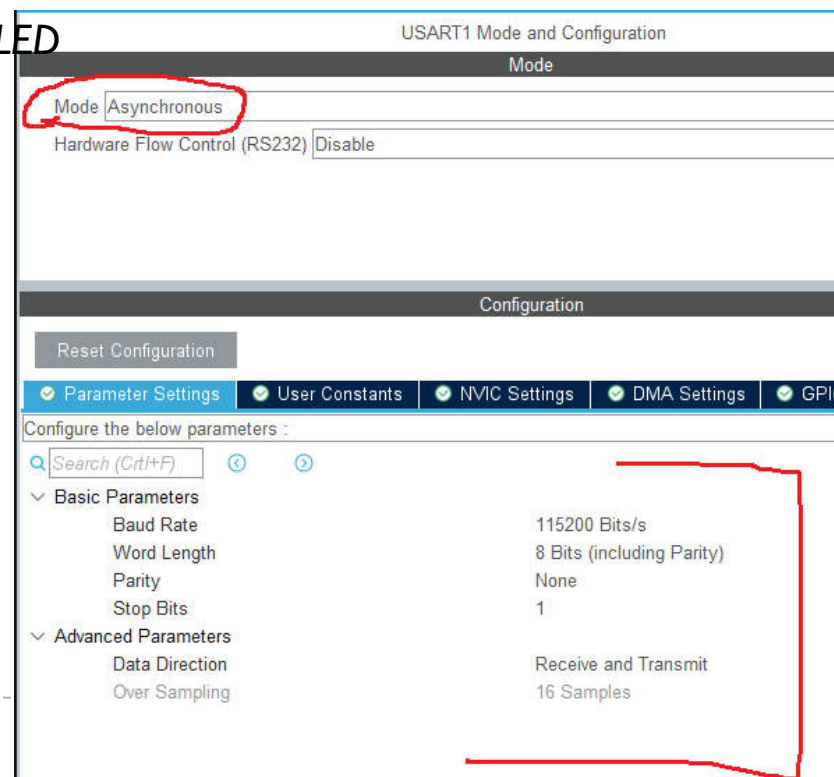 LED
USART1 Mode and Configuration
Mode
Mode Asynchronous
Hardware Flow Control (RS232) Disable
Configuration
Reset Configuration
Parameter Settings User Constants NVIC Settings DMA Settings GPI
Configure the below parameters :
Search (Crtl+F)
Basic Parameters
Baud Rate 115200 Bits/s
Word Length 8 Bits (including Parity)
Parity None
Stop Bits 1
Advanced Parameters
Data Direction Receive and Transmit
Over Sampling 16 Samples